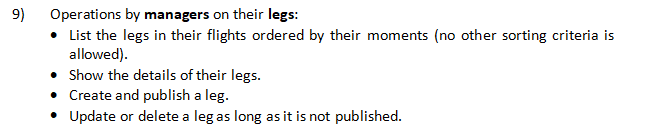 9) Operations by managers on their legs:
• List the legs in their flights ordered by their moments (no other sorting criteria is
allowed).
• Show the details of their legs.
• Create and publish a leg.
• Update or delete a leg as long as it is not published.